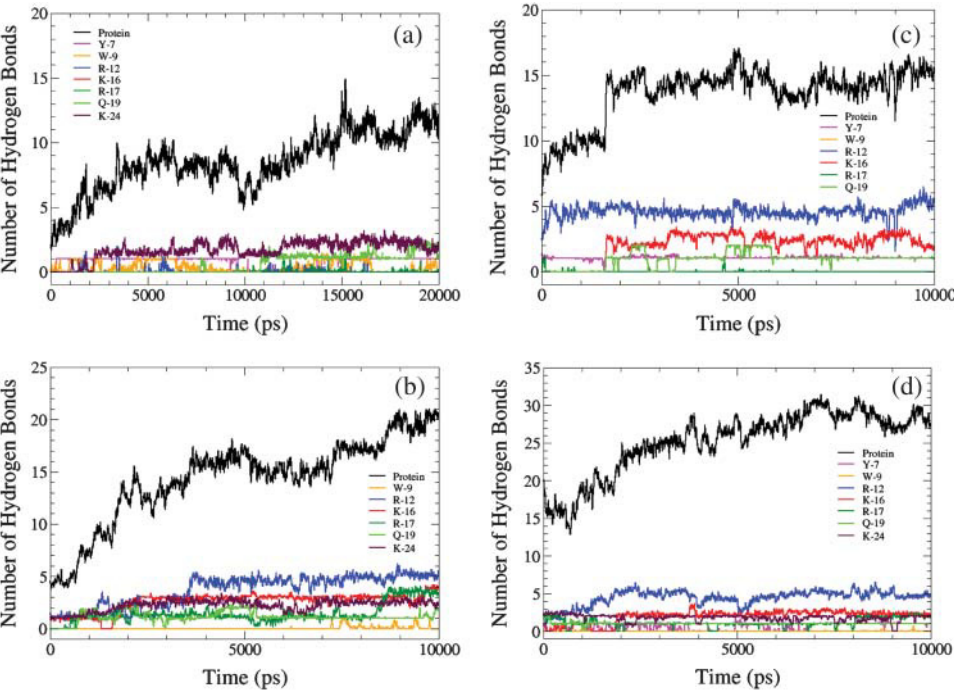 20
15
10
5
0
Number of Hydrogen Bonds
(a)
Protein
Y-7
W-9
R-12
K-16
R-17
Q-19
K-24
0 5000 10000 15000 20000
Time (ps)
20
15
10
5
0
Number of Hydrogen Bonds
(c)
Protein
Y-7
W-9
R-12
K-16
R-17
Q-19
0 5000 10000
Time (ps)
25
20
15
10
5
0
Number of Hydrogen Bonds
(b)
Protein
W-9
R-12
K-16
R-17
Q-19
K-24
0 5000 10000
Time (ps)
35
30
25
20
15
10
5
0
Number of Hydrogen Bonds
(d)
Protein
Y-7
W-9
R-12
K-16
R-17
Q-19
K-24
0 5000 10000
Time (ps)